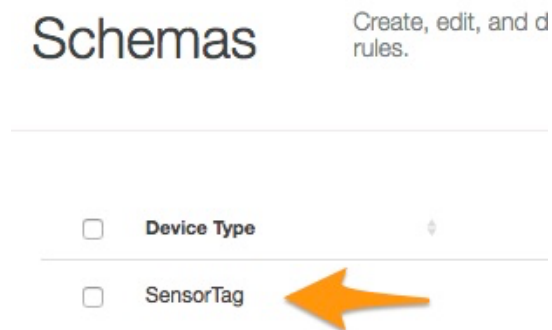 Schemas
Create, edit, and d
rules.
Device Type
SensorTag